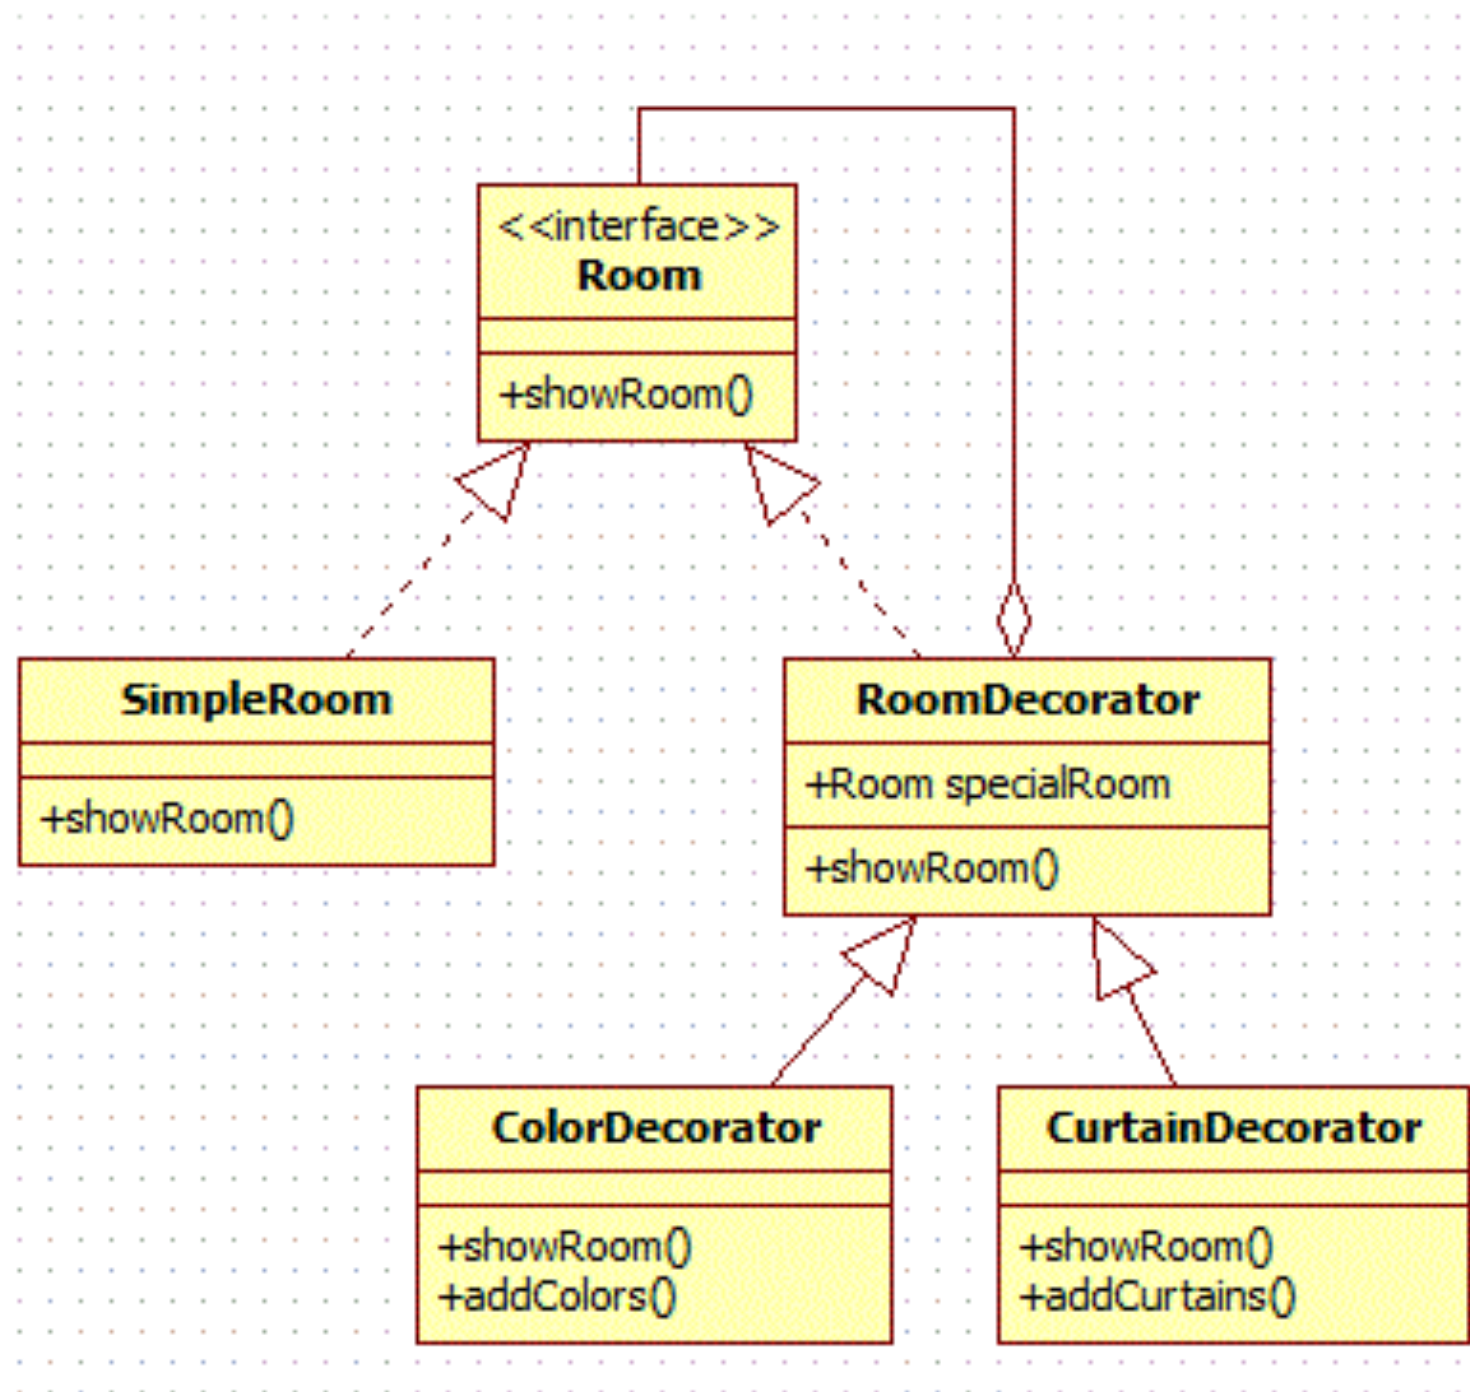 <<interface>>
Room
+showRoom()
SimpleRoom
+showRoom()
RoomDecorator
+Room specialRoom
+showRoom()
ColorDecorator
+showRoom()
+addColors()
CurtainDecorator
+showRoom()
+addCurtains()